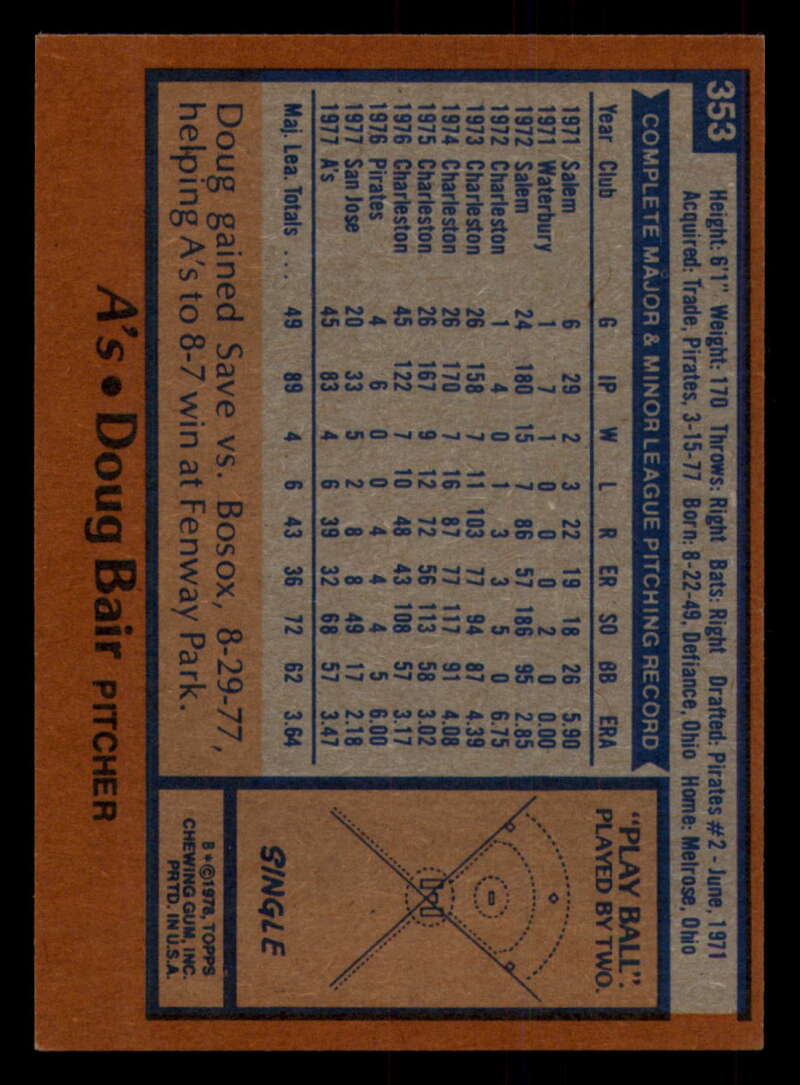 353
Height: 6'1" Weight: 170 Throws: Right Bats: Right Drafted: Pirates #2 - June, 1971
Acquired: Trade, Pirates, 3-15-77 Born: 8-22-49, Defiance, Ohio Home: Melrose, Ohio
COMPLETE MAJOR & MINOR LEAGUE PITCHING RECORD
Year Club G IP W L R ER SO BB ERA
1971 Salem 6 29 2 3 22 19 18 26 5.90
1971 Waterbury 1 7 1 0 0 0 2 0 0.00
1972 Salem 24 180 15 7 86 57 186 95 2.85
1972 Charleston 1 4 0 1 3 3 5 0 6.75
1973 Charleston 26 158 7 11 103 77 94 87 4.39
1974 Charleston 26 170 7 16 87 77 117 91 4.08
1975 Charleston 26 167 9 12 72 56 113 58 3.02
1976 Charleston 45 122 7 10 48 43 108 57 3.17
1976 Pirates 4 6 0 0 4 4 4 5 6.00
1977 San Jose 20 33 5 2 8 8 49 17 2.18
1977 A's 45 83 4 6 39 32 68 57 3.47
Maj. Lea. Totals .... 49 89 4 6 43 36 72 62 3.64
Doug gained Save vs. Bosox, 8-29-77,
helping A's to 8-7 win at Fenway Park.
"PLAY BALL":
PLAYED BY TWO.
SINGLE
B*©1978, TOPPS
CHEWING GUM, INC.
PRTD. IN U.S.A.
A's • Doug Bair PITCHER